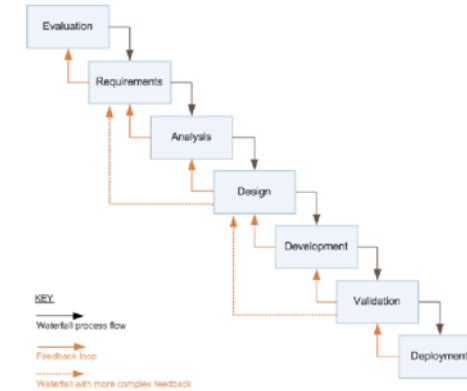 Evaluation
Requirements
Analysis
Design
Development
Validation
Deployment
KEY
Waterfall process flow
Feedback loop
Waterfall with more complex feedback